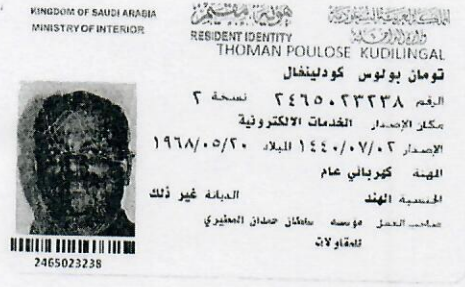 KINGDOM OF SAUDI ARABIA
MINISTRY OF INTERIOR
هوية مقيم
RESIDENT IDENTITY
المملكة العربية السعودية
وزارة الداخلية
THOMAN POULOSE KUDILINGAL
تومان بولوس كودلينغال
الرقم ٢٤٦٥٠٢٣٢٣٨ نسخة ٢
مكان الإصدار الخدمات الالكترونية
الإصدار ١٤٤٠/٠٧/٠٢ الميلاد ١٩٦٨/٠٥/٢٠
المهنة كهربائي عام
الجنسية الهند الديانة غير ذلك
صاحب العمل مؤسسه سلطان حمدان المطيري
للمقاولات
2465023238